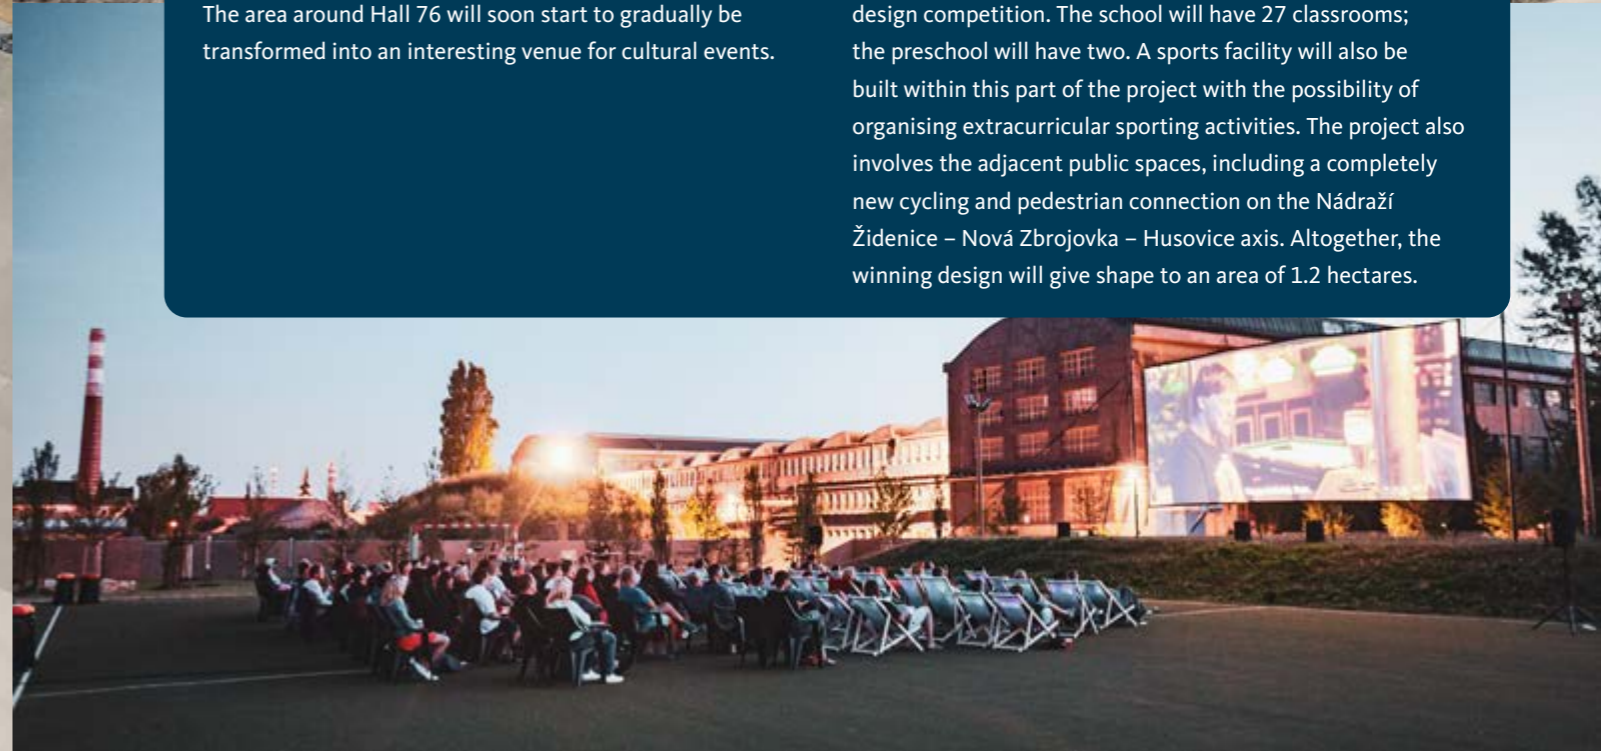 The area around Hall 76 will soon start to gradually be
transformed into an interesting venue for cultural events.
design competition. The school will have 27 classrooms;
the preschool will have two. A sports facility will also be
built within this part of the project with the possibility of
organising extracurricular sporting activities. The project also
involves the adjacent public spaces, including a completely
new cycling and pedestrian connection on the Nádraží
Židenice – Nová Zbrojovka – Husovice axis. Altogether, the
winning design will give shape to an area of 1.2 hectares.